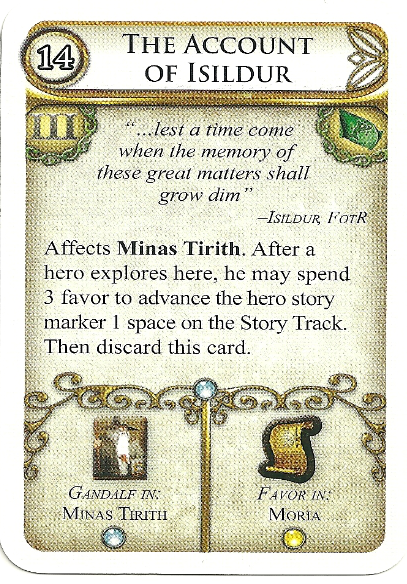 14
The Account
of Isildur
III
"...lest a time come
when the memory of
these great matters shall
grow dim"
–Isildur, FotR
Affects Minas Tirith. After a
hero explores here, he may spend
3 favor to advance the hero story
marker 1 space on the Story Track.
Then discard this card.
Gandalf in:
Minas Tirith
Favor in:
Moria